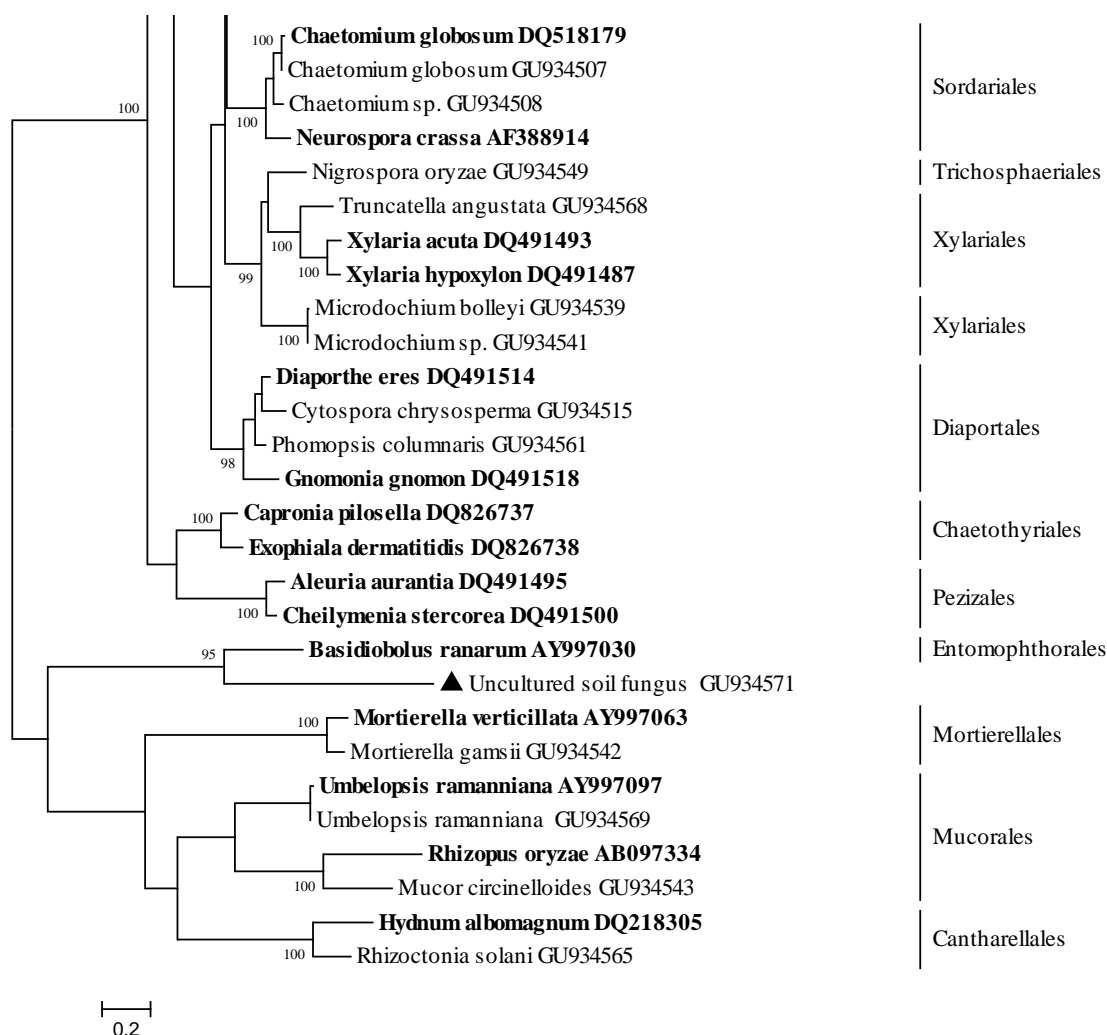 100
Chaetomium globosum DQ518179
Chaetomium globosum GU934507
Chaetomium sp. GU934508
100
Neurospora crassa AF388914
Sordariales
100
Nigrospora oryzae GU934549
Trichosphaeriales
Truncatella angustata GU934568
100
Xylaria acuta DQ491493
100
Xylaria hypoxylon DQ491487
Xylariales
99
Microdochium bolleyi GU934539
100
Microdochium sp. GU934541
Xylariales
Diaporthe eres DQ491514
Cytospora chrysosperma GU934515
Phomopsis columnaris GU934561
98
Gnomonia gnomon DQ491518
Diaportales
100
Capronia pilosella DQ826737
Exophiala dermatitidis DQ826738
Chaetothyriales
Aleuria aurantia DQ491495
100
Cheilymenia stercorea DQ491500
Pezizales
95
Basidiobolus ranarum AY997030
Entomophthorales
Uncultured soil fungus GU934571
100
Mortierella verticillata AY997063
Mortierella gamsii GU934542
Mortierellales
Umbelopsis ramanniana AY997097
Umbelopsis ramanniana GU934569
Rhizopus oryzae AB097334
100
Mucor circinelloides GU934543
Mucorales
Hydnum albomagnum DQ218305
100
Rhizoctonia solani GU934565
Cantharellales
0.2